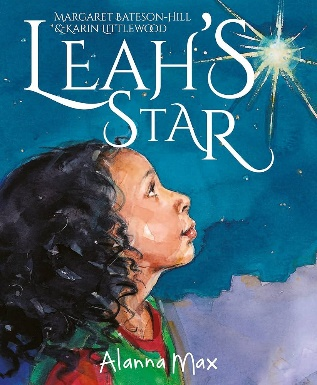 MARGARET BATESON-HILL
& KARIN LITTLEWOOD
LEAH'S
STAR
Alanna Max